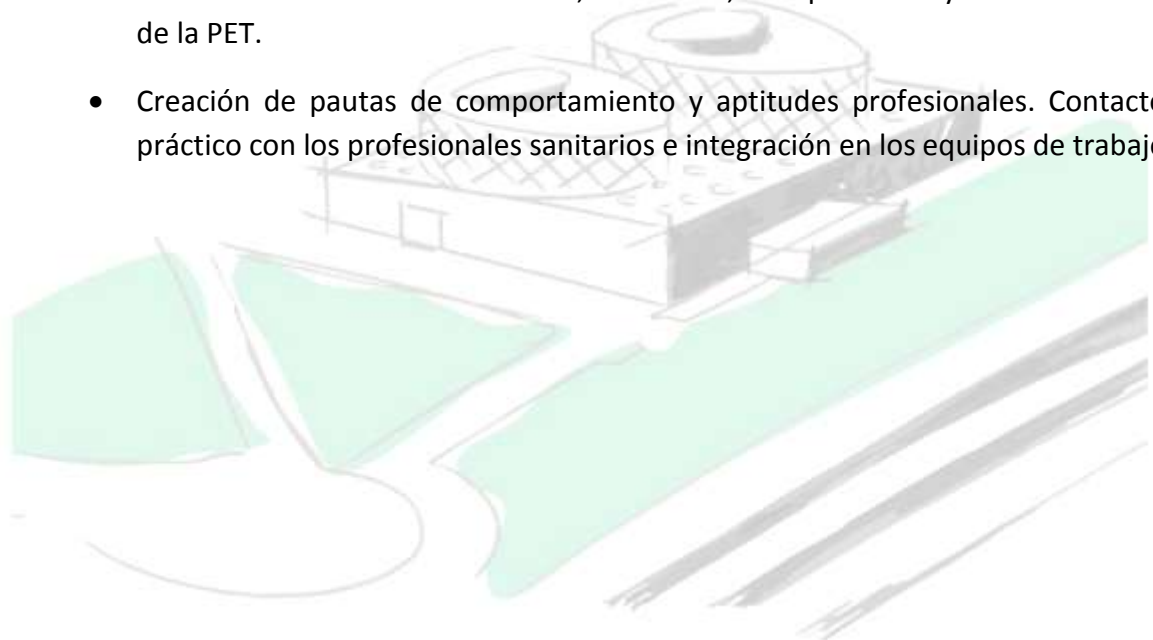 de la PET.
• Creación de pautas de comportamiento y aptitudes profesionales. Contacto
práctico con los profesionales sanitarios e integración en los equipos de trabajo